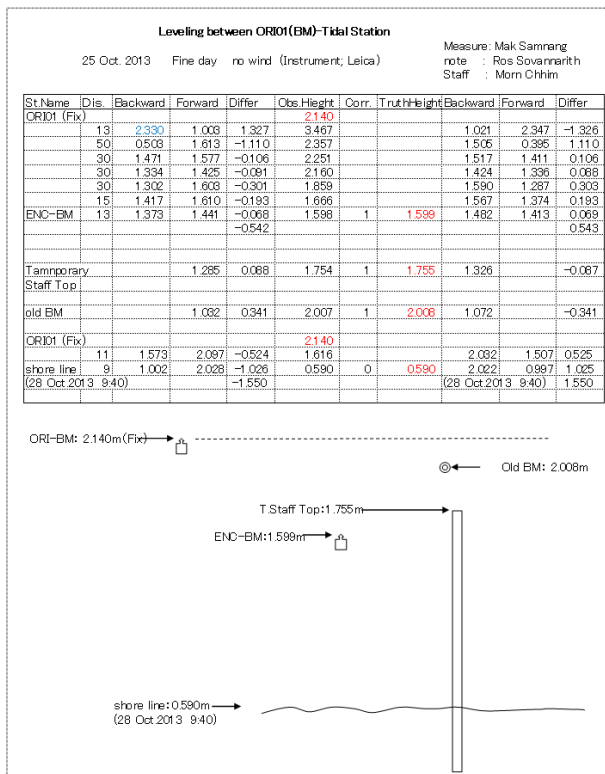 Leveling between ORI01(BM)-Tidal Station
Measure: Mak Samnang
25 Oct. 2013 Fine day no wind (Instrument; Leica) note : Ros Sovannarith
Staff : Morn Chhim
St.Name Dis. Backward Forward Differ Obs.Hieght Corr. TruthHeight Backward Forward Differ
ORI01 (Fix) 2.140
13 2.330 1.003 1.327 3.467 1.021 2.347 -1.326
50 0.503 1.613 -1.110 2.357 1.505 0.395 1.110
30 1.471 1.577 -0.106 2.251 1.517 1.411 0.106
30 1.334 1.425 -0.091 2.160 1.424 1.336 0.088
30 1.302 1.603 -0.301 1.859 1.590 1.287 0.303
15 1.417 1.610 -0.193 1.666 1.567 1.374 0.193
ENC-BM 13 1.373 1.441 -0.068 1.598 1 1.599 1.482 1.413 0.069
-0.542 0.543
Tamnporary 1.285 0.088 1.754 1 1.755 1.326 -0.087
Staff Top
old BM 1.032 0.341 2.007 1 2.008 1.072 -0.341
ORI01 (Fix) 2.140
11 1.573 2.097 -0.524 1.616 2.032 1.507 0.525
shore line 9 1.002 2.028 -1.026 0.590 0 0.590 2.022 0.997 1.025
(28 Oct.2013 9:40) -1.550 (28 Oct.2013 9:40) 1.550
ORI-BM: 2.140m(Fix)
Old BM: 2.008m
T.Staff Top:1.755m
ENC-BM:1.599m
shore line:0.590m
(28 Oct.2013 9:40)